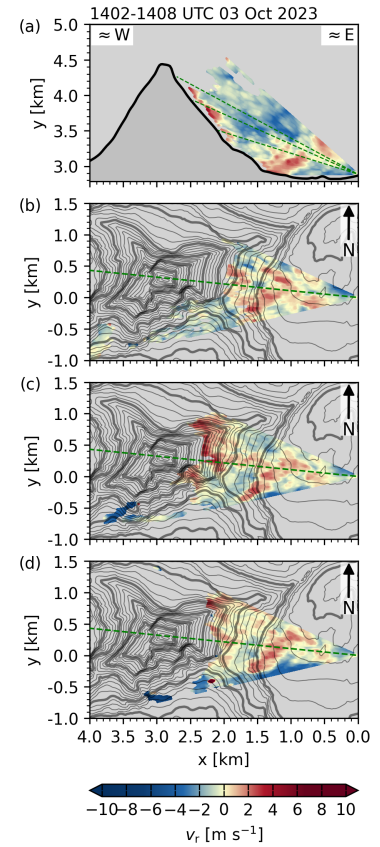 1402-1408 UTC 03 Oct 2023
(a)
≈ W
≈ E
5.0
4.5
4.0
3.5
3.0
y [km]
(b)
1.5
1.0
0.5
0.0
-0.5
-1.0
y [km]
N
(c)
1.5
1.0
0.5
0.0
-0.5
-1.0
y [km]
N
(d)
1.5
1.0
0.5
0.0
-0.5
-1.0
y [km]
N
4.0 3.5 3.0 2.5 2.0 1.5 1.0 0.5 0.0
x [km]
−10 −8 −6 −4 −2 0 2 4 6 8 10
v_r [m s⁻¹]